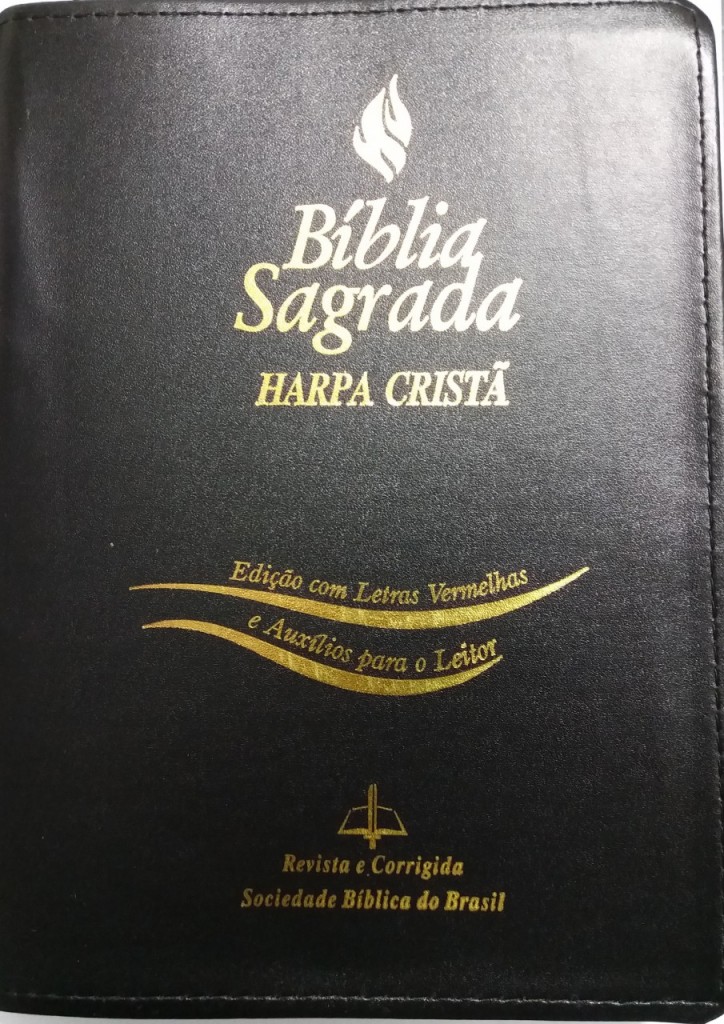 Bíblia
Sagrada
HARPA CRISTÃ
Edição com Letras Vermelhas
e Auxílios para o Leitor
Revista e Corrigida
Sociedade Bíblica do Brasil